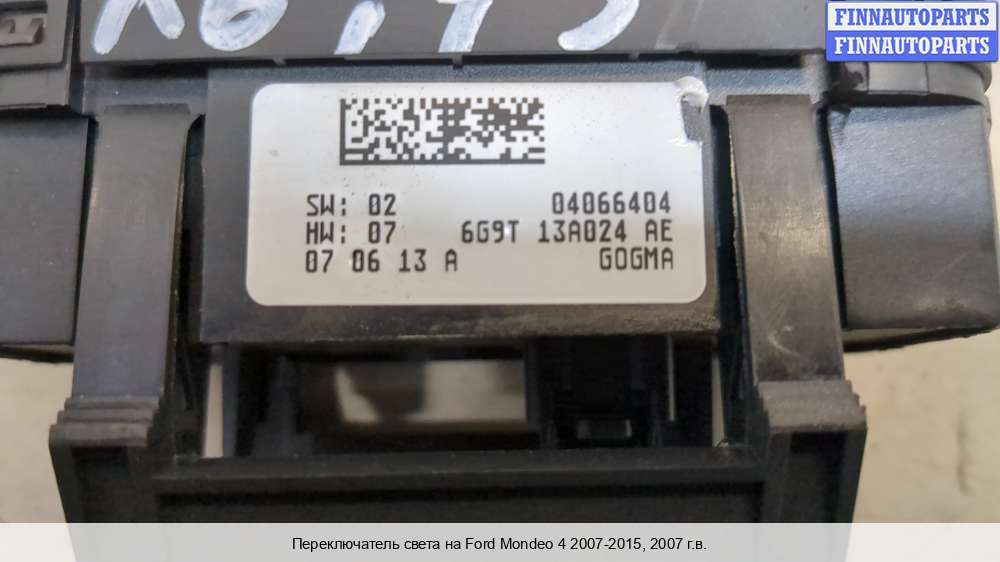 FINNAUTOPARTS
FINNAUTOPARTS
SW: 02 04066404
HW: 07 6G9T 13A024 AE
07 06 13 A GOGMA
Переключатель света на Ford Mondeo 4 2007-2015, 2007 г.в.